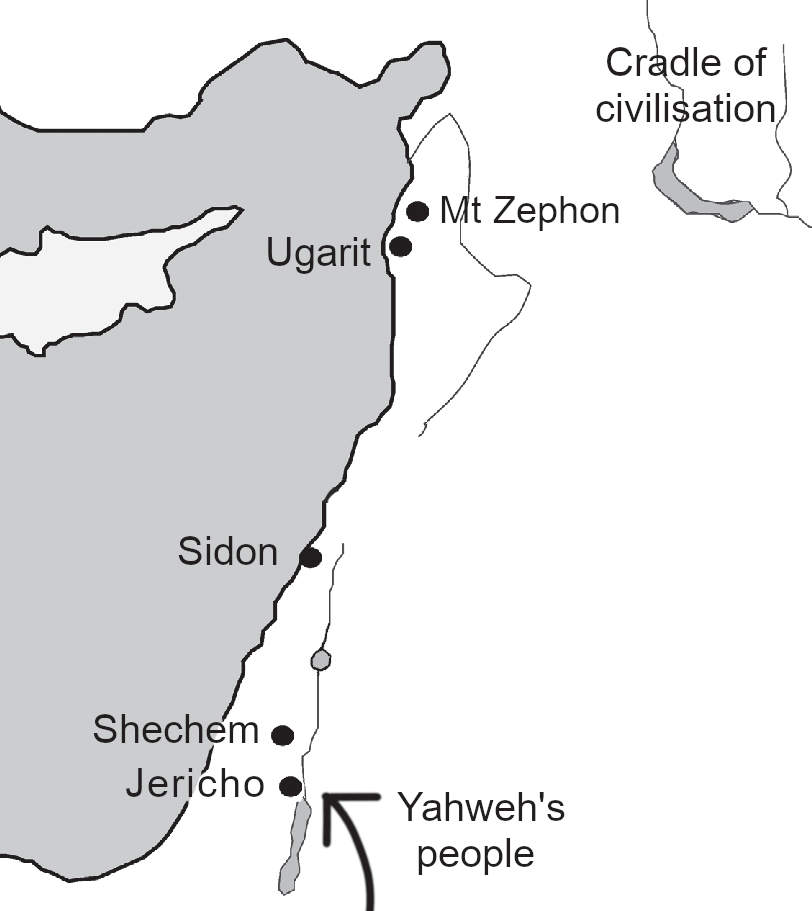 Cradle of
civilisation
Mt Zephon
Ugarit
Sidon
Shechem
Jericho
Yahweh's
people